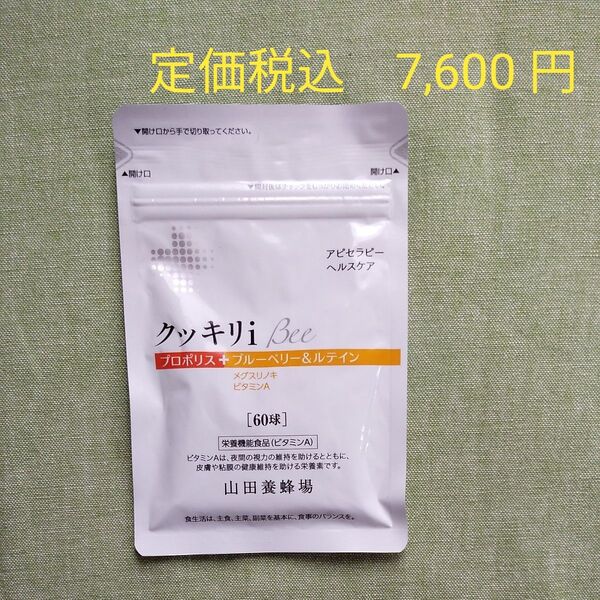 定価税込 7,600 円
▼開け口から手で切り取ってください。
▲開け口
開け口▲
アピセラピー
ヘルスケア
クッキリi Bee
プロポリス+ブルーベリー&ルテイン
メグスリノキ
ビタミンA
[60球]
栄養機能食品(ビタミンA)
ビタミンAは、夜間の視力の維持を助けるとともに、
皮膚や粘膜の健康維持を助ける栄養素です。
山田養蜂場
食生活は、主食、主菜、副菜を基本に、食事のバランスを。